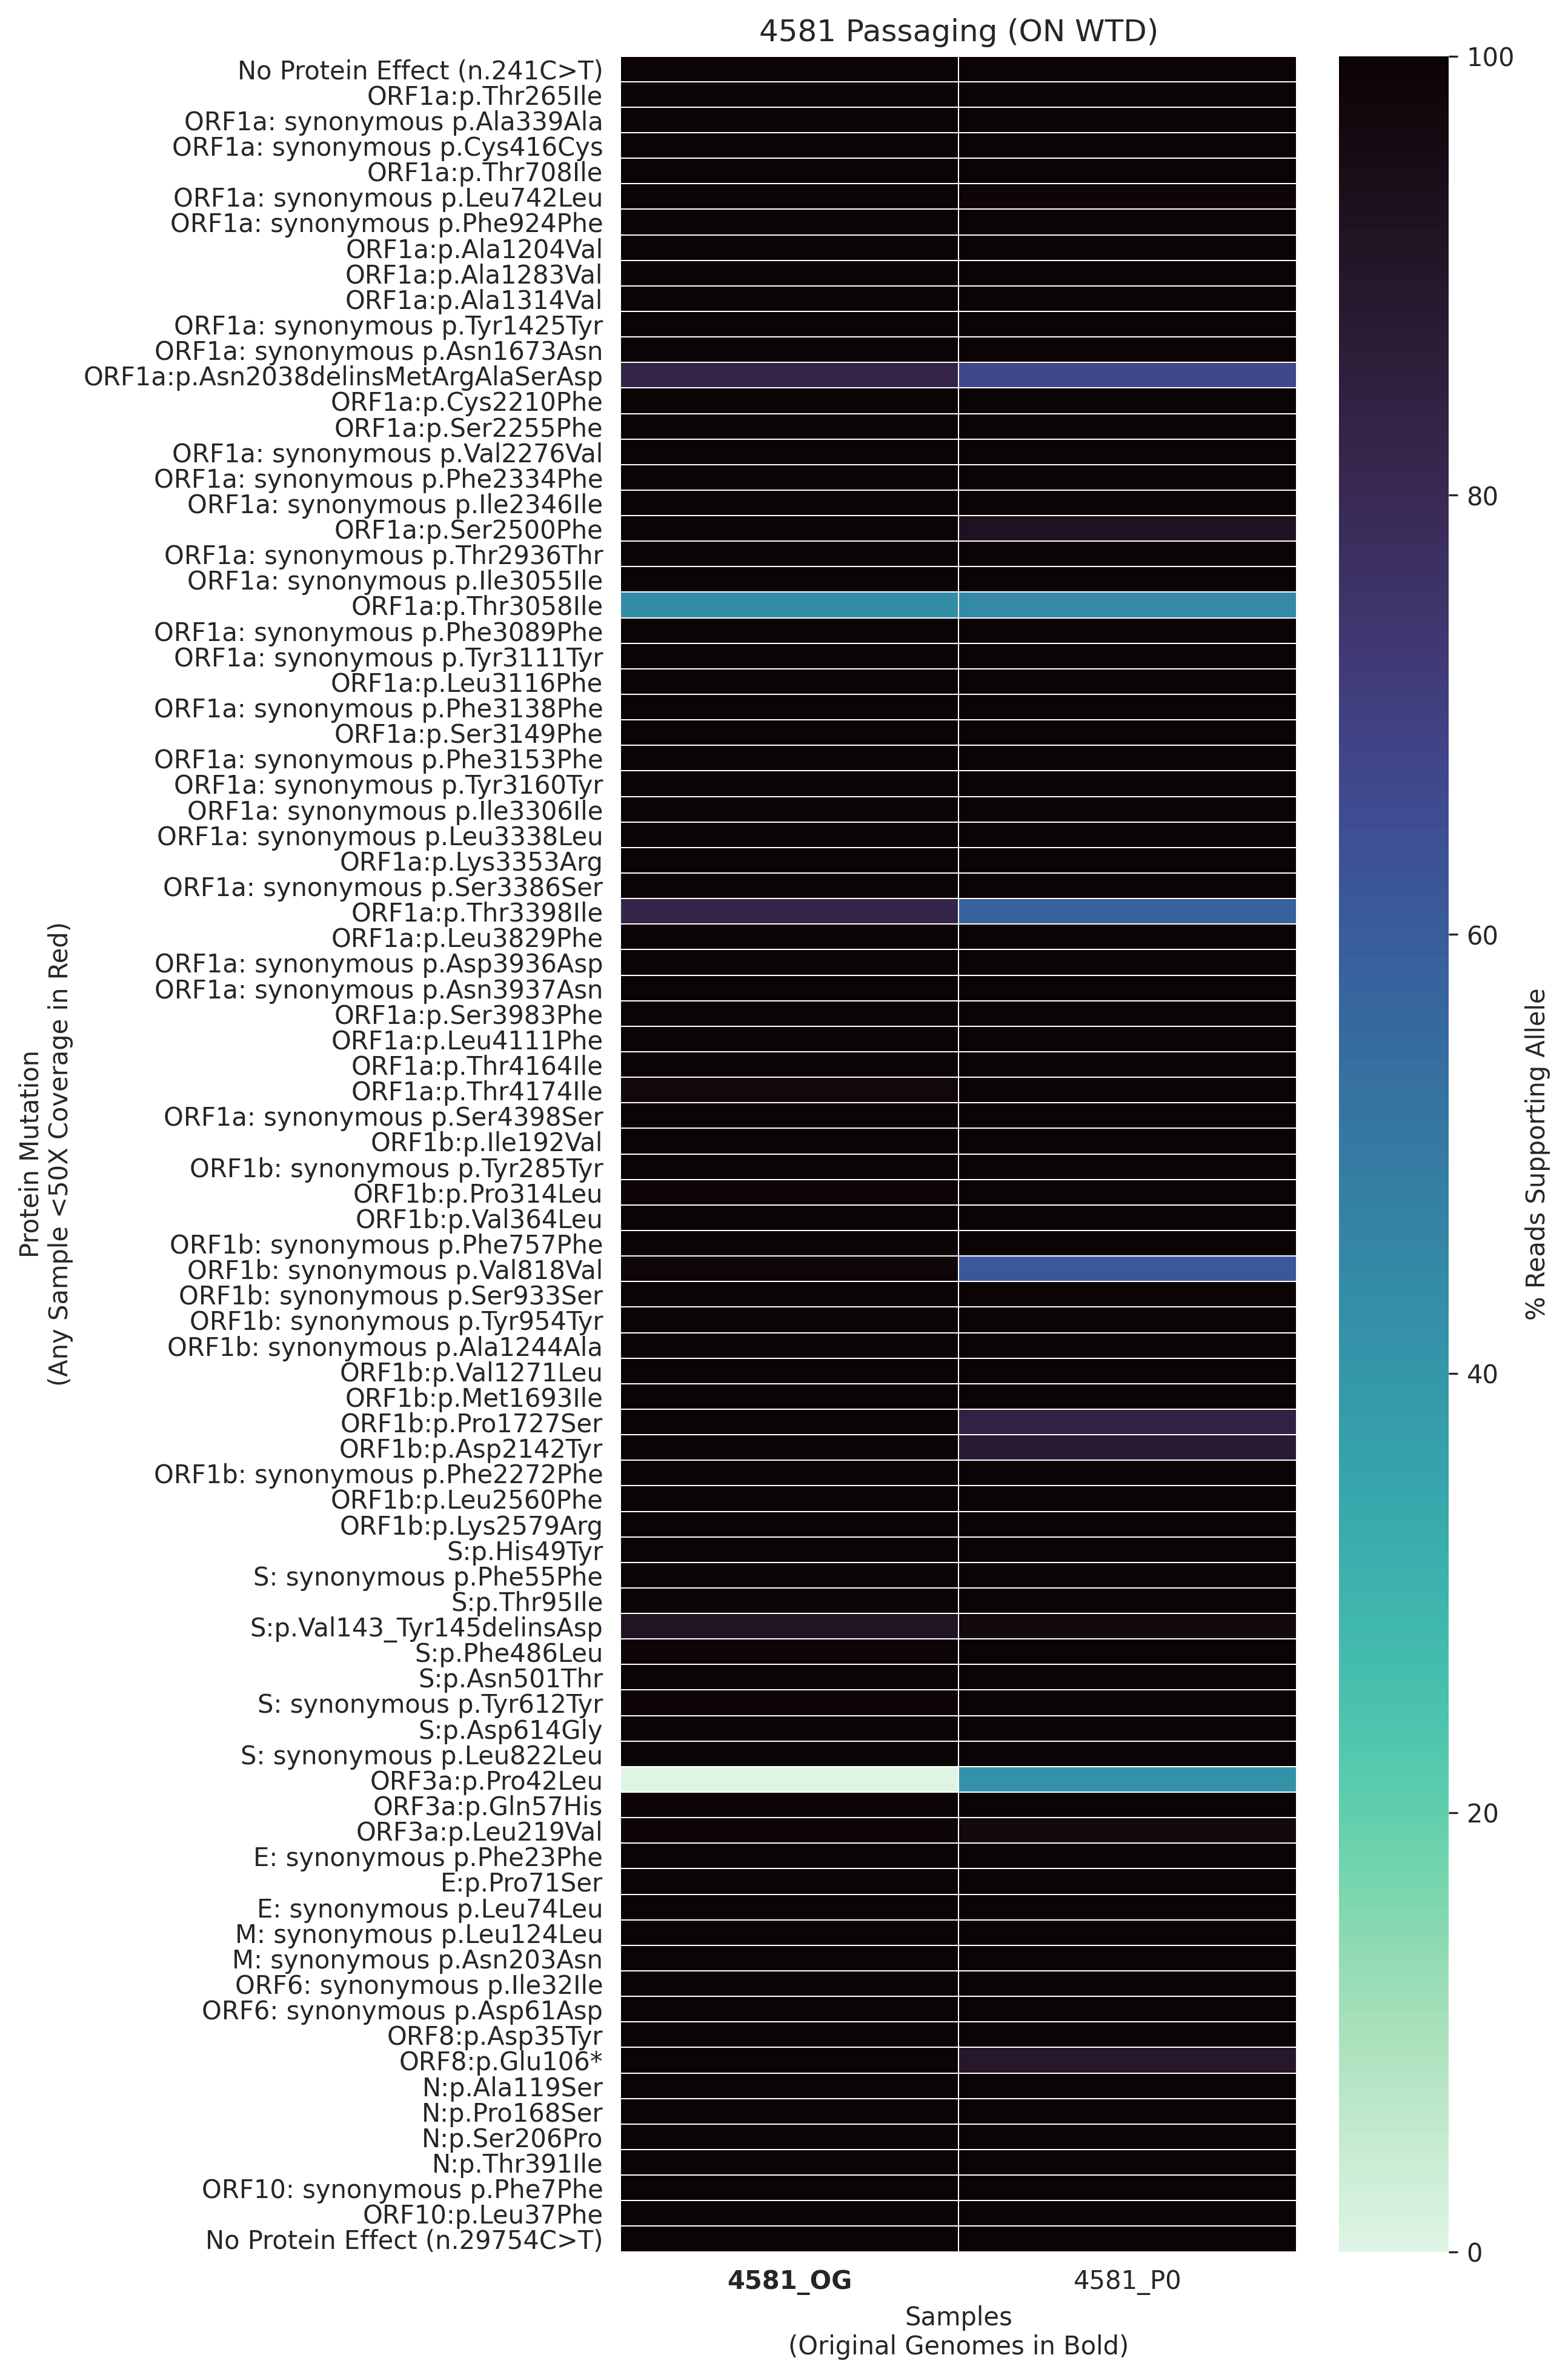 4581 Passaging (ON WTD)
No Protein Effect (n.241C>T)
ORF1a:p.Thr265Ile
ORF1a: synonymous p.Ala339Ala
ORF1a: synonymous p.Cys416Cys
ORF1a:p.Thr708Ile
ORF1a: synonymous p.Leu742Leu
ORF1a: synonymous p.Phe924Phe
ORF1a:p.Ala1204Val
ORF1a:p.Ala1283Val
ORF1a:p.Ala1314Val
ORF1a: synonymous p.Tyr1425Tyr
ORF1a: synonymous p.Asn1673Asn
ORF1a:p.Asn2038delinsMetArgAlaSerAsp
ORF1a:p.Cys2210Phe
ORF1a:p.Ser2255Phe
ORF1a: synonymous p.Val2276Val
ORF1a: synonymous p.Phe2334Phe
ORF1a: synonymous p.Ile2346Ile
ORF1a:p.Ser2500Phe
ORF1a: synonymous p.Thr2936Thr
ORF1a: synonymous p.Ile3055Ile
ORF1a:p.Thr3058Ile
ORF1a: synonymous p.Phe3089Phe
ORF1a: synonymous p.Tyr3111Tyr
ORF1a:p.Leu3116Phe
ORF1a: synonymous p.Phe3138Phe
ORF1a:p.Ser3149Phe
ORF1a: synonymous p.Phe3153Phe
ORF1a: synonymous p.Tyr3160Tyr
ORF1a: synonymous p.Ile3306Ile
ORF1a: synonymous p.Leu3338Leu
ORF1a:p.Lys3353Arg
ORF1a: synonymous p.Ser3386Ser
ORF1a:p.Thr3398Ile
ORF1a:p.Leu3829Phe
ORF1a: synonymous p.Asp3936Asp
ORF1a: synonymous p.Asn3937Asn
ORF1a:p.Ser3983Phe
ORF1a:p.Leu4111Phe
ORF1a:p.Thr4164Ile
ORF1a:p.Thr4174Ile
ORF1a: synonymous p.Ser4398Ser
ORF1b:p.Ile192Val
ORF1b: synonymous p.Tyr285Tyr
ORF1b:p.Pro314Leu
ORF1b:p.Val364Leu
ORF1b: synonymous p.Phe757Phe
ORF1b: synonymous p.Val818Val
ORF1b: synonymous p.Ser933Ser
ORF1b: synonymous p.Tyr954Tyr
ORF1b: synonymous p.Ala1244Ala
ORF1b:p.Val1271Leu
ORF1b:p.Met1693Ile
ORF1b:p.Pro1727Ser
ORF1b:p.Asp2142Tyr
ORF1b: synonymous p.Phe2272Phe
ORF1b:p.Leu2560Phe
ORF1b:p.Lys2579Arg
S:p.His49Tyr
S: synonymous p.Phe55Phe
S:p.Thr95Ile
S:p.Val143_Tyr145delinsAsp
S:p.Phe486Leu
S:p.Asn501Thr
S: synonymous p.Tyr612Tyr
S:p.Asp614Gly
S: synonymous p.Leu822Leu
ORF3a:p.Pro42Leu
ORF3a:p.Gln57His
ORF3a:p.Leu219Val
E: synonymous p.Phe23Phe
E:p.Pro71Ser
E: synonymous p.Leu74Leu
M: synonymous p.Leu124Leu
M: synonymous p.Asn203Asn
ORF6: synonymous p.Ile32Ile
ORF6: synonymous p.Asp61Asp
ORF8:p.Asp35Tyr
ORF8:p.Glu106*
N:p.Ala119Ser
N:p.Pro168Ser
N:p.Ser206Pro
N:p.Thr391Ile
ORF10: synonymous p.Phe7Phe
ORF10:p.Leu37Phe
No Protein Effect (n.29754C>T)
Protein Mutation
(Any Sample <50X Coverage in Red)
4581_OG
4581_P0
Samples
(Original Genomes in Bold)
100
80
60
40
20
0
% Reads Supporting Allele